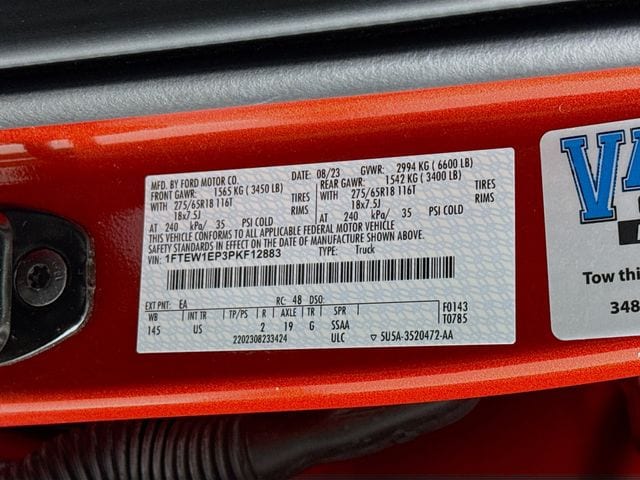 MFD. BY FORD MOTOR CO. DATE: 08/23 GVWR: 2994 KG (6600 LB)
FRONT GAWR: 1565 KG (3450 LB) REAR GAWR: 1542 KG (3400 LB)
WITH 275/65R18 116T TIRES WITH 275/65R18 116T TIRES
18x7.5J RIMS 18x7.5J RIMS
AT 240 kPa/ 35 PSI COLD AT 240 kPa/ 35 PSI COLD
THIS VEHICLE CONFORMS TO ALL APPLICABLE FEDERAL MOTOR VEHICLE
SAFETY STANDARDS IN EFFECT ON THE DATE OF MANUFACTURE SHOWN ABOVE.
VIN: 1FTEW1EP3PKF12883 TYPE: Truck
EXT PNT: EA RC: 48 DSO:
WB INT TR TP/PS R AXLE TR SPR F0143
145 US 2 19 G SSAA T0785
2202308233424 ULC 5U5A-3520472-AA
Tow
348